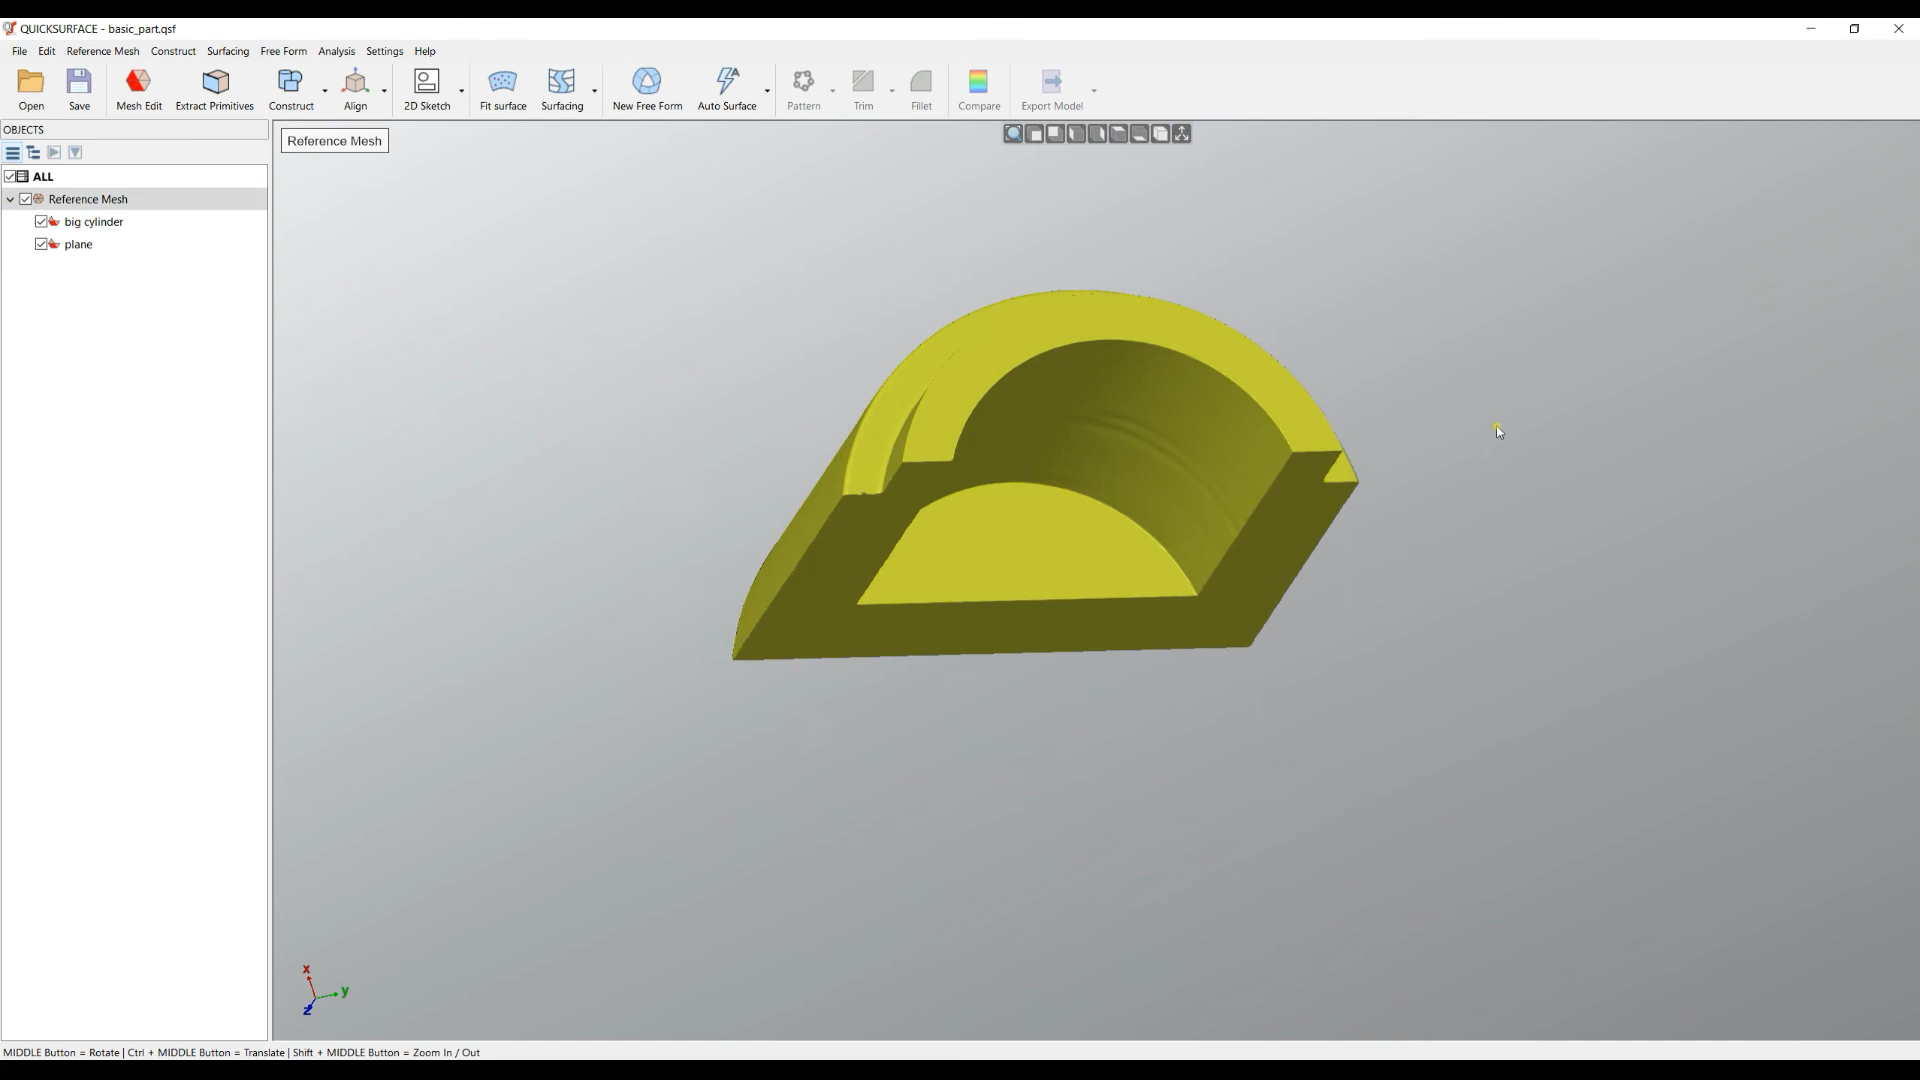 QUICKSURFACE - basic_part.qsf
File Edit Reference Mesh Construct Surfacing Free Form Analysis Settings Help
Open Save Mesh Edit Extract Primitives Construct Align 2D Sketch Fit surface Surfacing New Free Form Auto Surface Pattern Trim Fillet Compare Export Model
OBJECTS
Reference Mesh
ALL
Reference Mesh
big cylinder
plane
x
y
z
MIDDLE Button = Rotate | Ctrl + MIDDLE Button = Translate | Shift + MIDDLE Button = Zoom In / Out